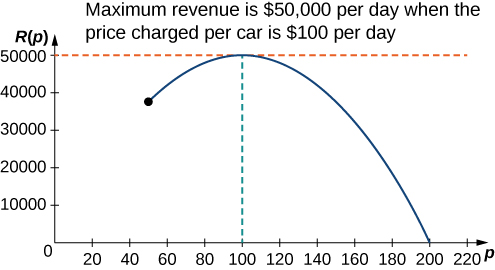 Maximum revenue is $50,000 per day when the
price charged per car is $100 per day
R(p)
50000
40000
30000
20000
10000
0
20 40 60 80 100 120 140 160 180 200 220 p